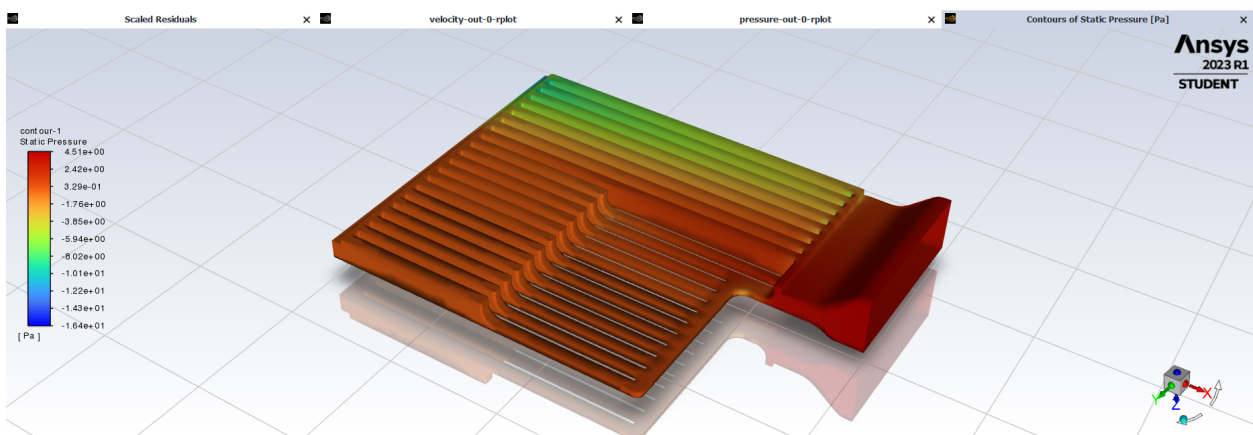 Scaled Residuals
velocity-out-0-rplot
pressure-out-0-rplot
Contours of Static Pressure [Pa]
Ansys
2023 R1
STUDENT
contour-1
Static Pressure
4.51e+00
2.42e+00
3.29e-01
-1.76e+00
-3.85e+00
-5.94e+00
-8.02e+00
-1.01e+01
-1.22e+01
-1.43e+01
-1.64e+01
[ Pa ]
X
Y
Z